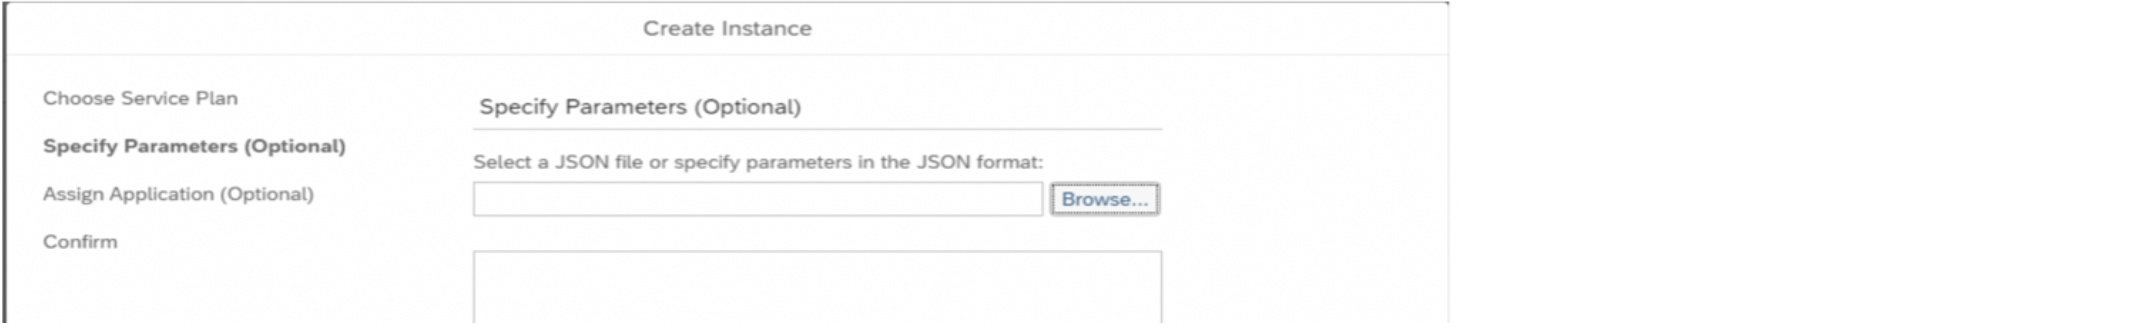 Create Instance
Choose Service Plan
Specify Parameters (Optional)
Assign Application (Optional)
Confirm
Specify Parameters (Optional)
Select a JSON file or specify parameters in the JSON format:
Browse...